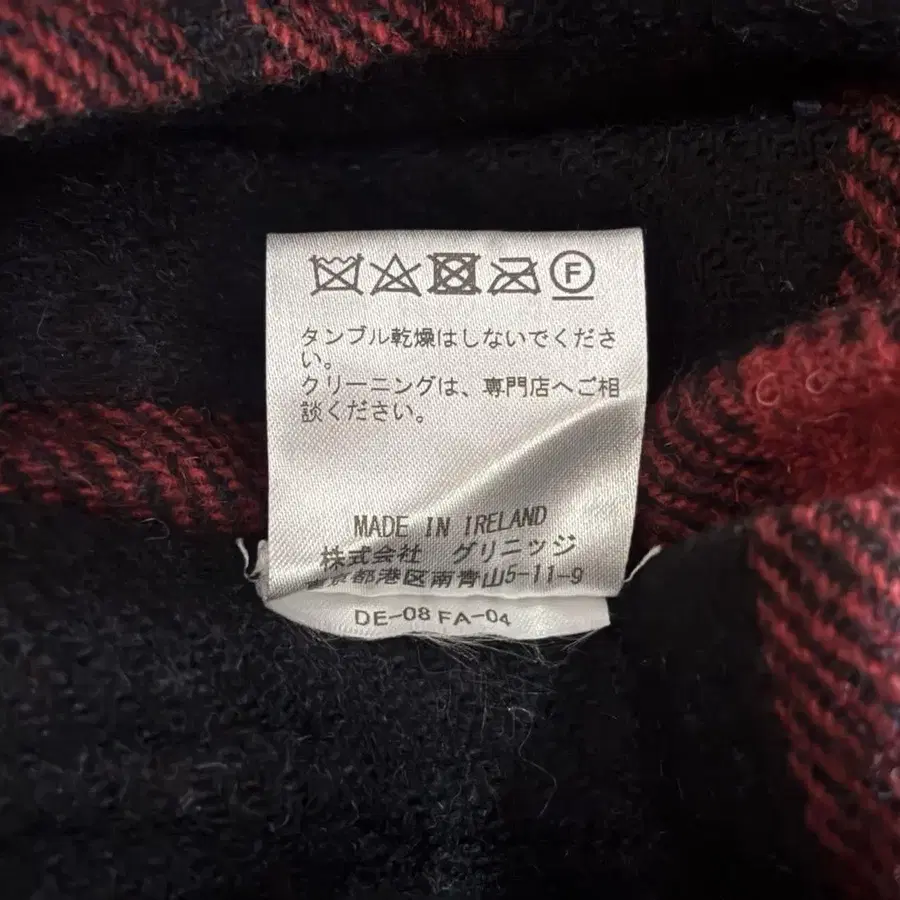 F
タンブル乾燥はしないでくださ
い。
クリーニングは、専門店へご相
談ください。
MADE IN IRELAND
株式会社 グリニッジ
東京都港区南青山5-11-9
DE-08 FA-04